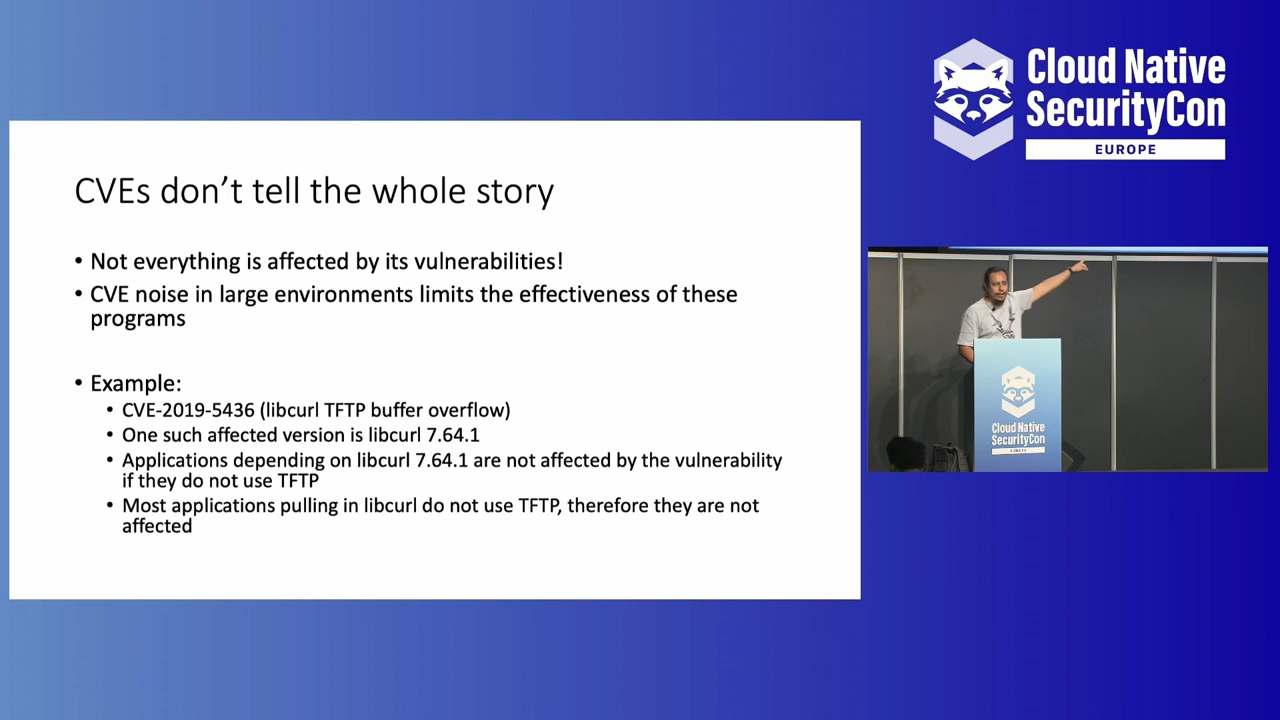 Cloud Native
SecurityCon
EUROPE
CVEs don’t tell the whole story
• Not everything is affected by its vulnerabilities!
• CVE noise in large environments limits the effectiveness of these
programs
• Example:
• CVE-2019-5436 (libcurl TFTP buffer overflow)
• One such affected version is libcurl 7.64.1
• Applications depending on libcurl 7.64.1 are not affected by the vulnerability
if they do not use TFTP
• Most applications pulling in libcurl do not use TFTP, therefore they are not
affected
Cloud Native
SecurityCon
EUROPE